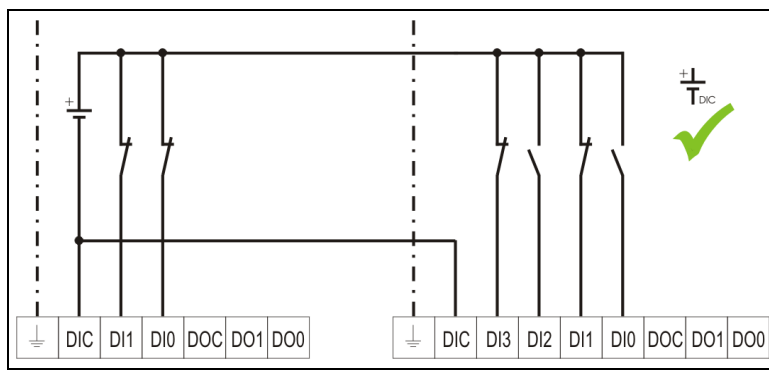 +
+
DIC
DIC DI1 DI0 DOC DO1 DO0
DIC DI3 DI2 DI1 DI0 DOC DO1 DO0